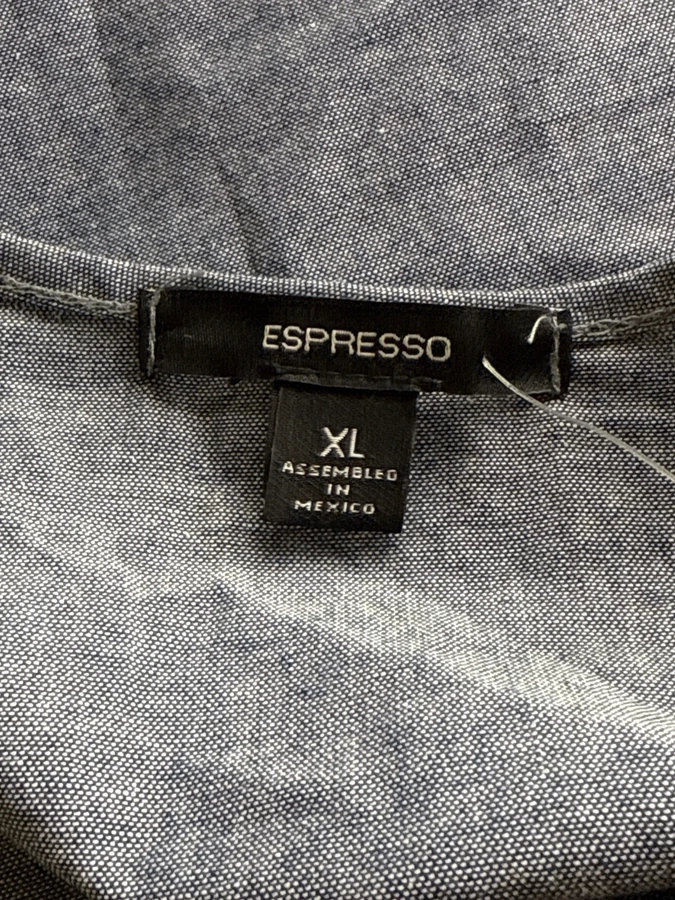 ESPRESSO
XL
ASSEMBLED
IN
MEXICO